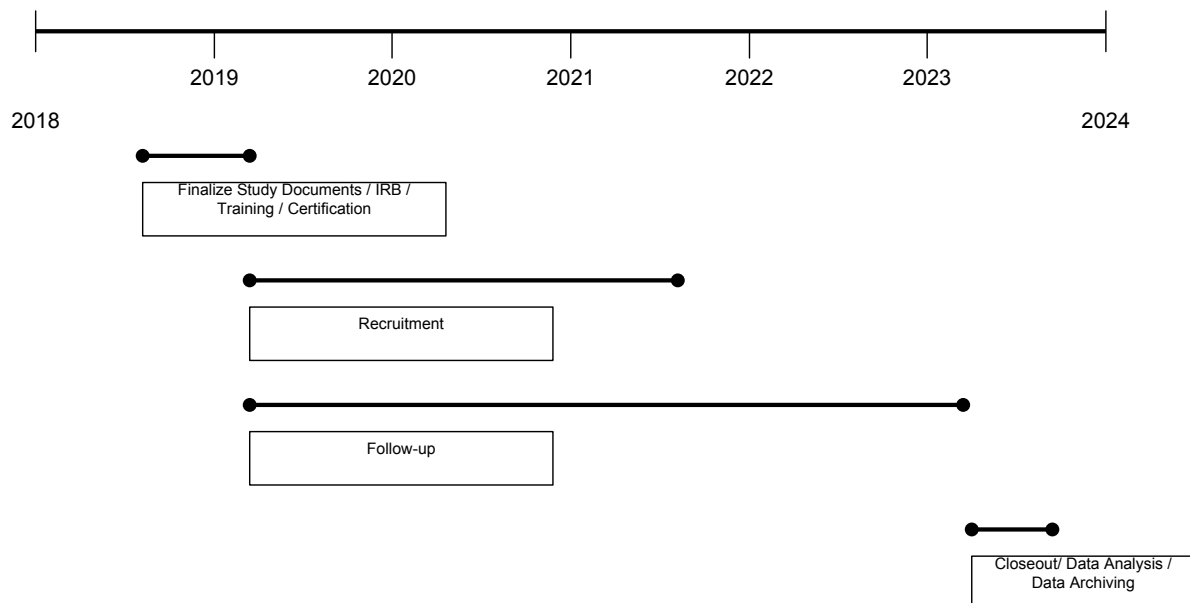 2019 2020 2021 2022 2023
2018 2024
Finalize Study Documents / IRB /
Training / Certification
Recruitment
Follow-up
Closeout/ Data Analysis /
Data Archiving